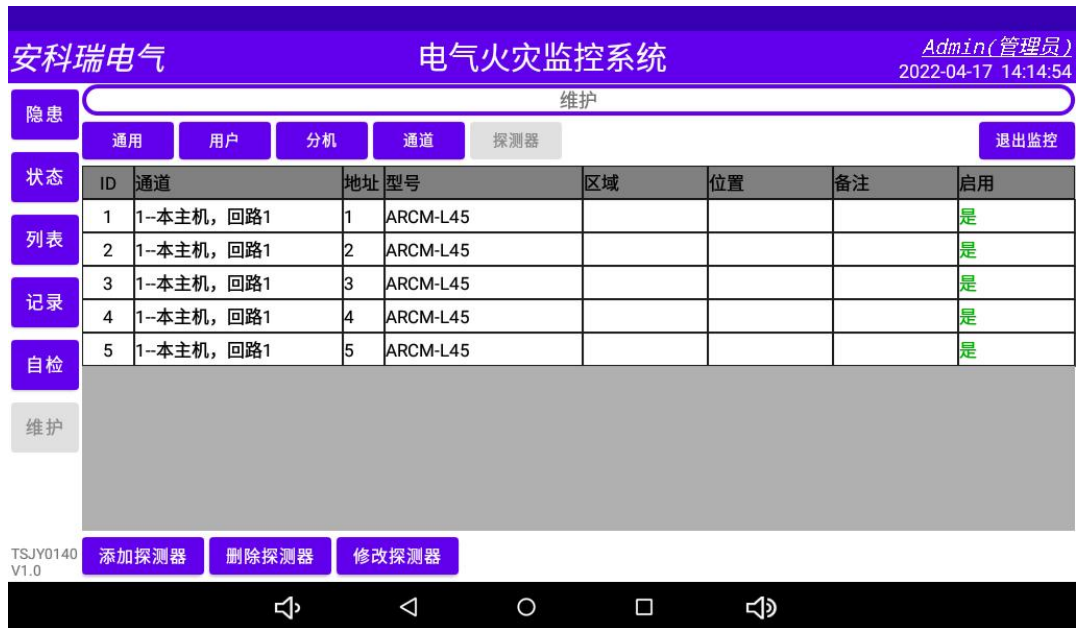 安科瑞电气
电气火灾监控系统
Admin(管理员)
2022-04-17 14:14:54
维护
隐患
状态
列表
记录
自检
维护
通用 用户 分机 通道 探测器 退出监控
ID 通道 地址 型号 区域 位置 备注 启用
1 1--本主机，回路1 1 ARCM-L45 是
2 1--本主机，回路1 2 ARCM-L45 是
3 1--本主机，回路1 3 ARCM-L45 是
4 1--本主机，回路1 4 ARCM-L45 是
5 1--本主机，回路1 5 ARCM-L45 是
TSJY0140
V1.0
添加探测器 删除探测器 修改探测器